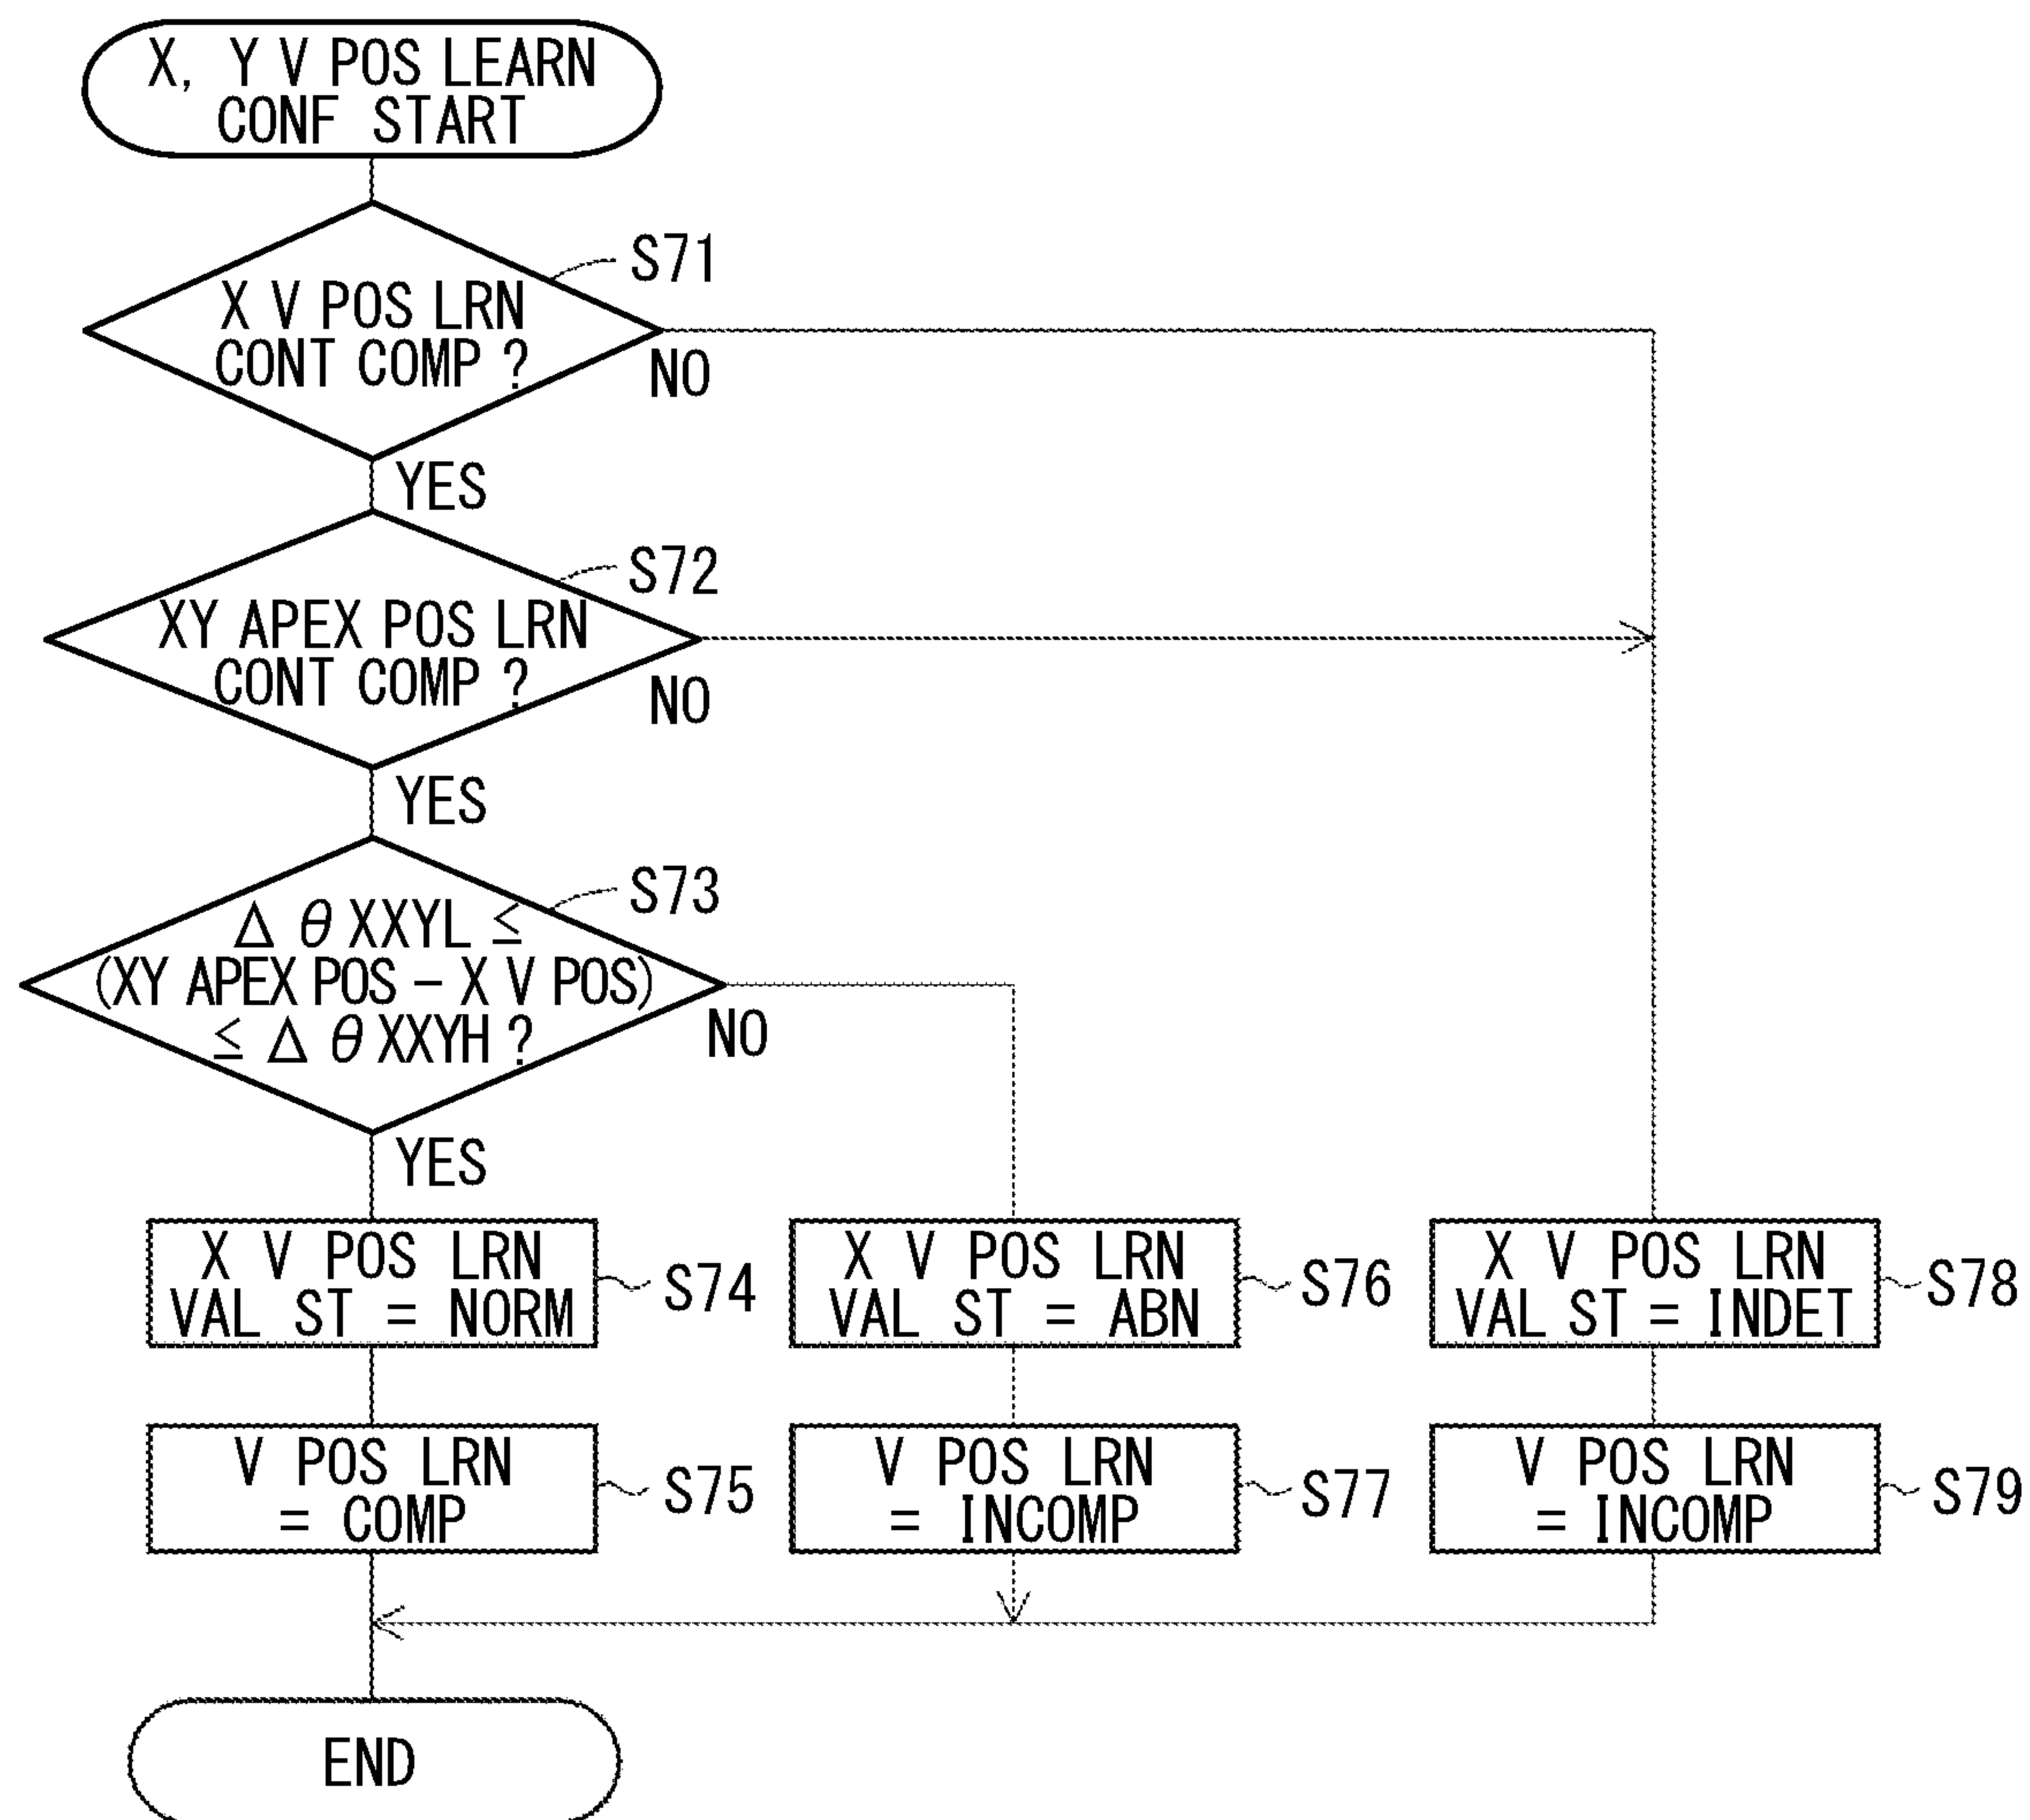 X, Y V POS LEARN
CONF START
S71
X V POS LRN
CONT COMP ?
NO
YES
S72
XY APEX POS LRN
CONT COMP ?
NO
YES
S73
Δ θ XXYL ≤
(XY APEX POS – X V POS)
≤ Δ θ XXYH ?
NO
YES
X V POS LRN
VAL ST = NORM
S74
X V POS LRN
VAL ST = ABN
S76
X V POS LRN
VAL ST = INDET
S78
V POS LRN
= COMP
S75
V POS LRN
= INCOMP
S77
V POS LRN
= INCOMP
S79
END